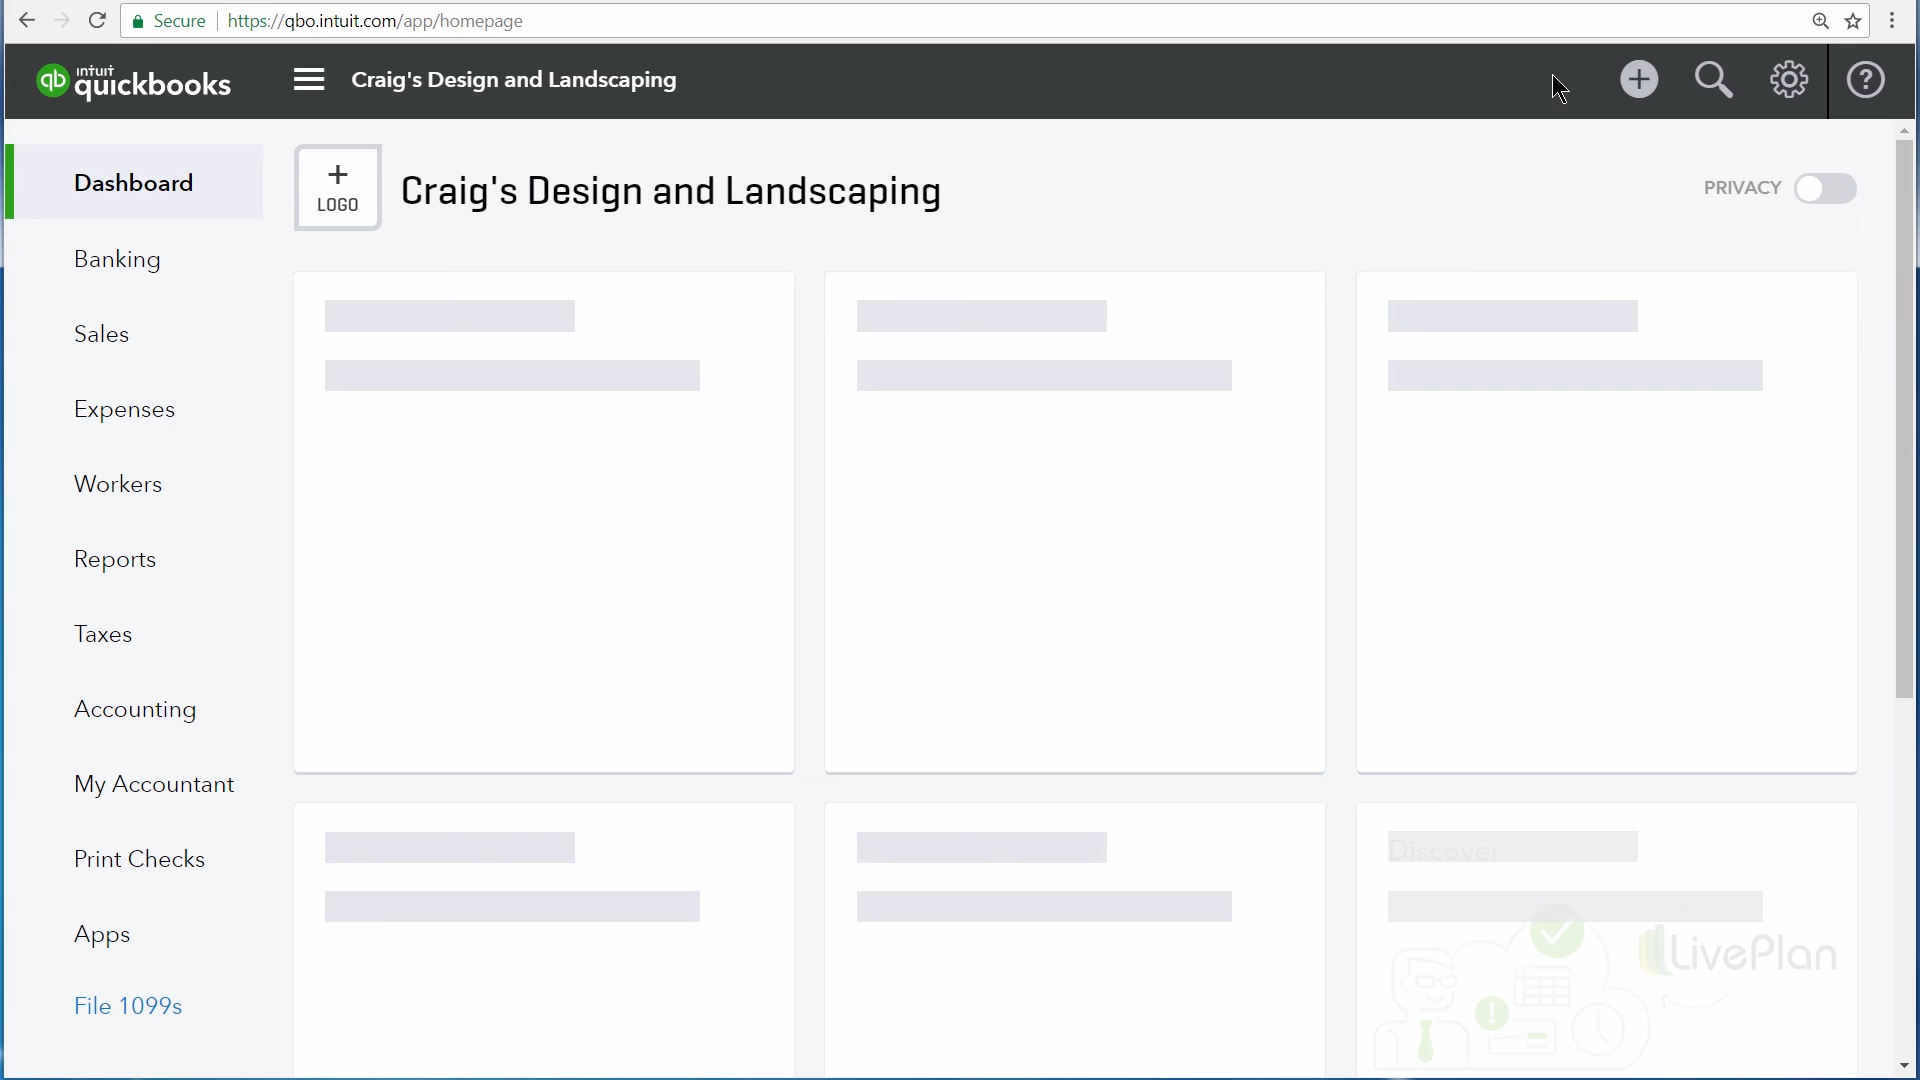 Secure https://qbo.intuit.com/app/homepage
qb intuit quickbooks
Craig's Design and Landscaping
?
Dashboard
Banking
Sales
Expenses
Workers
Reports
Taxes
Accounting
My Accountant
Print Checks
Apps
File 1099s
+
LOGO
Craig's Design and Landscaping
PRIVACY
Discover
LivePlan